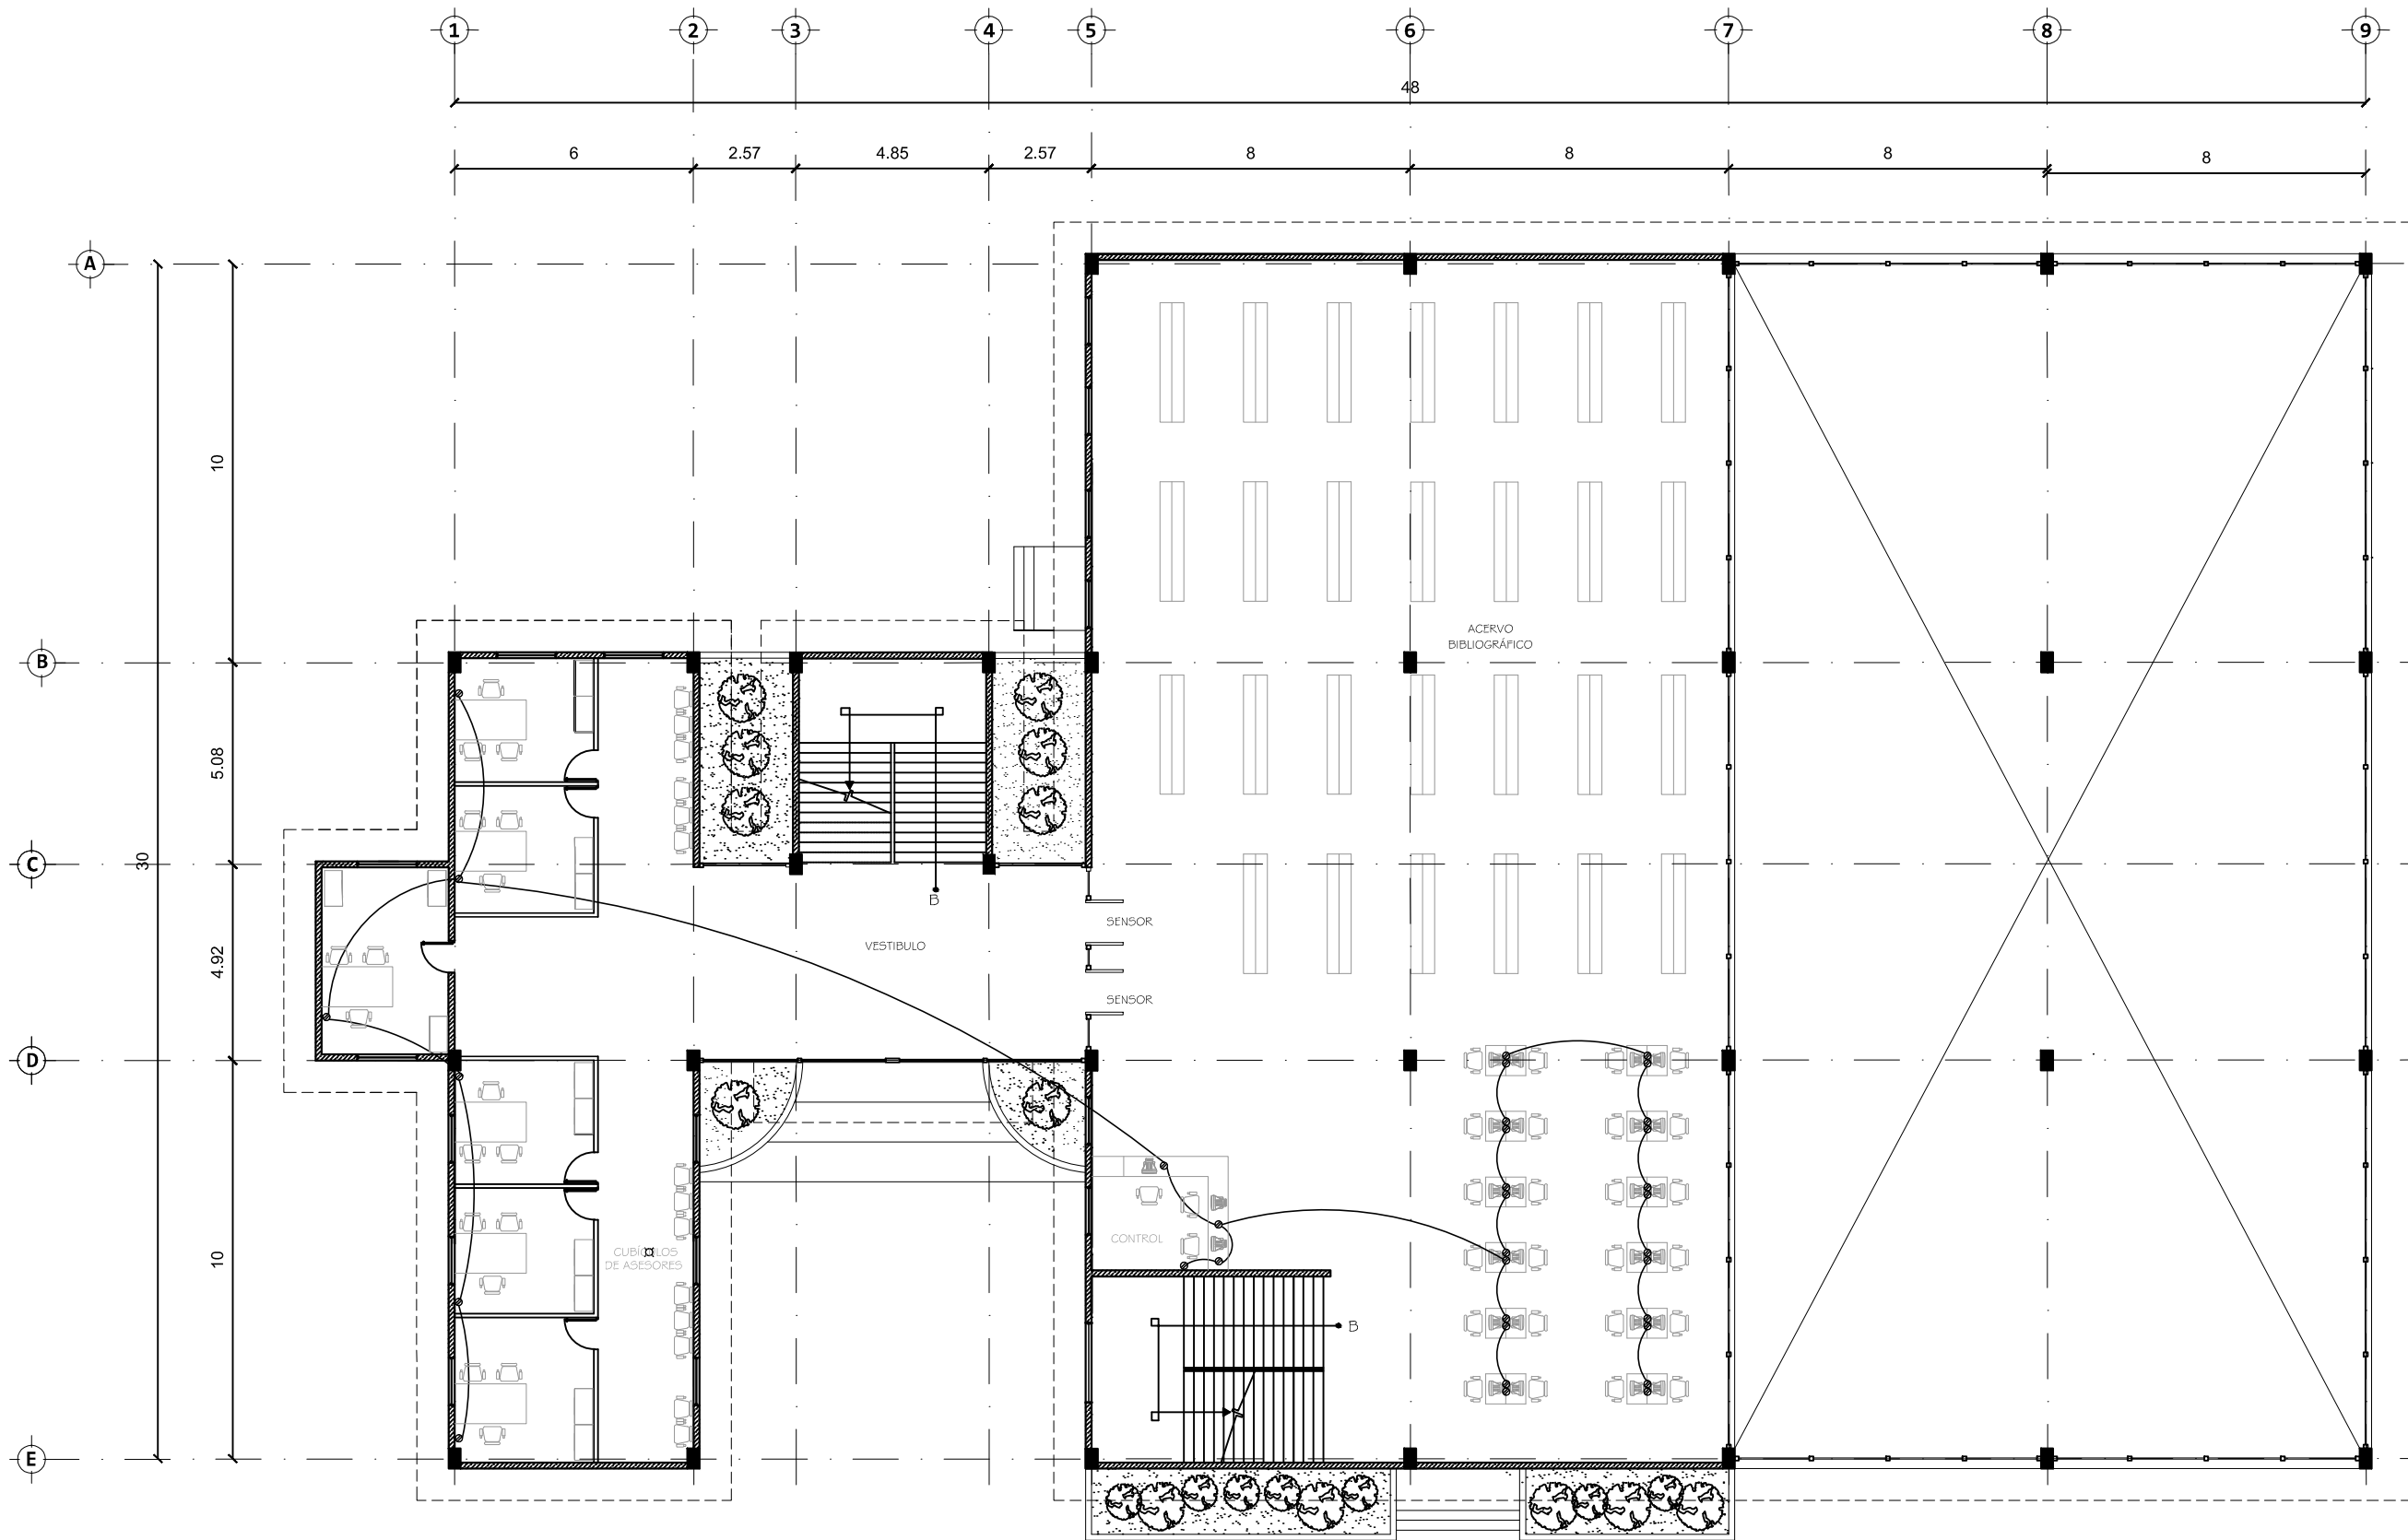 1 2 3 4 5 6 7 8 9
48
6 2.57 4.85 2.57 8 8 8 8
A
10
ACERVO
BIBLIOGRÁFICO
B
5.08
30
C
B
SENSOR
VESTIBULO
4.92
SENSOR
D
CONTROL
CUBÍCULOS
DE ASESORES
10
B
E